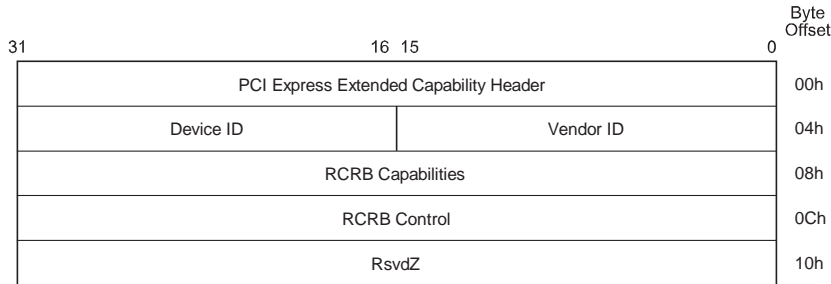 Byte
Offset
31 16 15 0
PCI Express Extended Capability Header 00h
Device ID Vendor ID 04h
RCRB Capabilities 08h
RCRB Control 0Ch
RsvdZ 10h